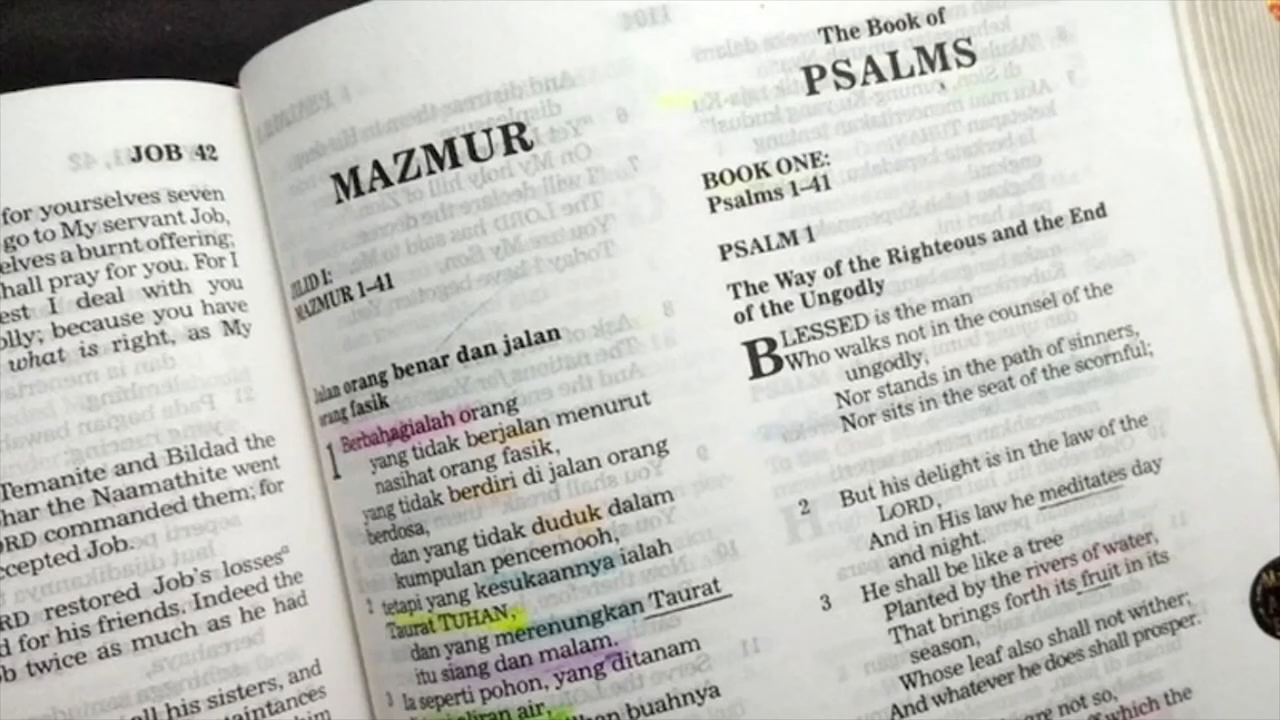 JOB 42
for yourselves seven
go to My servant Job,
elves a burnt offering;
hall pray for you. For I
est I deal with you
olly; because you have
what is right, as My
Temanite and Bildad the
har the Naamathite went
RD commanded them; for
ccepted Job.
RD restored Job's lossesᵃ
d for his friends. Indeed the
b twice as much as he had
all his sisters, and
MAZMUR
JILID I:
MAZMUR 1-41
Jalan orang benar dan jalan
orang fasik
1 Berbahagialah orang
yang tidak berjalan menurut
nasihat orang fasik,
yang tidak berdiri di jalan orang
berdosa,
dan yang tidak duduk dalam
kumpulan pencemooh,
2 tetapi yang kesukaannya ialah
Taurat TUHAN,
dan yang merenungkan Taurat
itu siang dan malam.
3 Ia seperti pohon, yang ditanam
aliran air,
buahnya
The Book of
PSALMS
BOOK ONE:
Psalms 1-41
PSALM 1
The Way of the Righteous and the End
of the Ungodly
BLESSED is the man
Who walks not in the counsel of the
ungodly,
Nor stands in the path of sinners,
Nor sits in the seat of the scornful;
2 But his delight is in the law of the
LORD,
And in His law he meditates day
and night.
3 He shall be like a tree
Planted by the rivers of water,
That brings forth its fruit in its
season,
Whose leaf also shall not wither;
And whatever he does shall prosper.
are not so,
which the